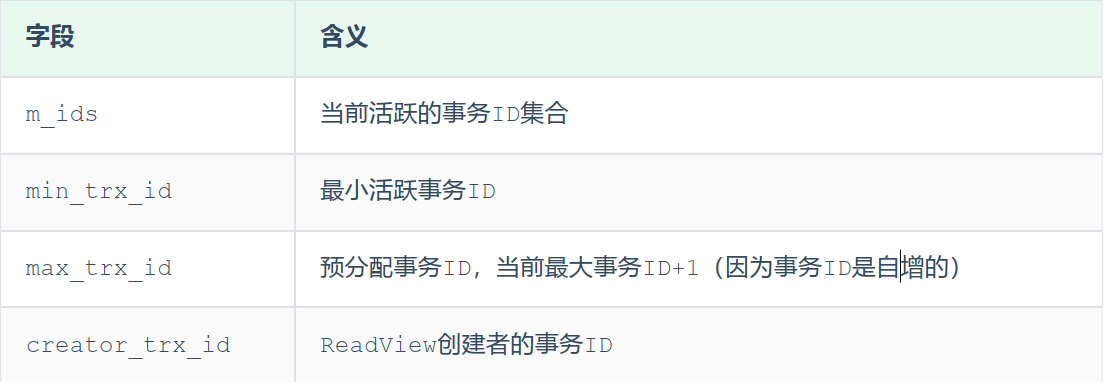 字段 含义
m_ids 当前活跃的事务ID集合
min_trx_id 最小活跃事务ID
max_trx_id 预分配事务ID，当前最大事务ID+1（因为事务ID是自增的）
creator_trx_id ReadView创建者的事务ID